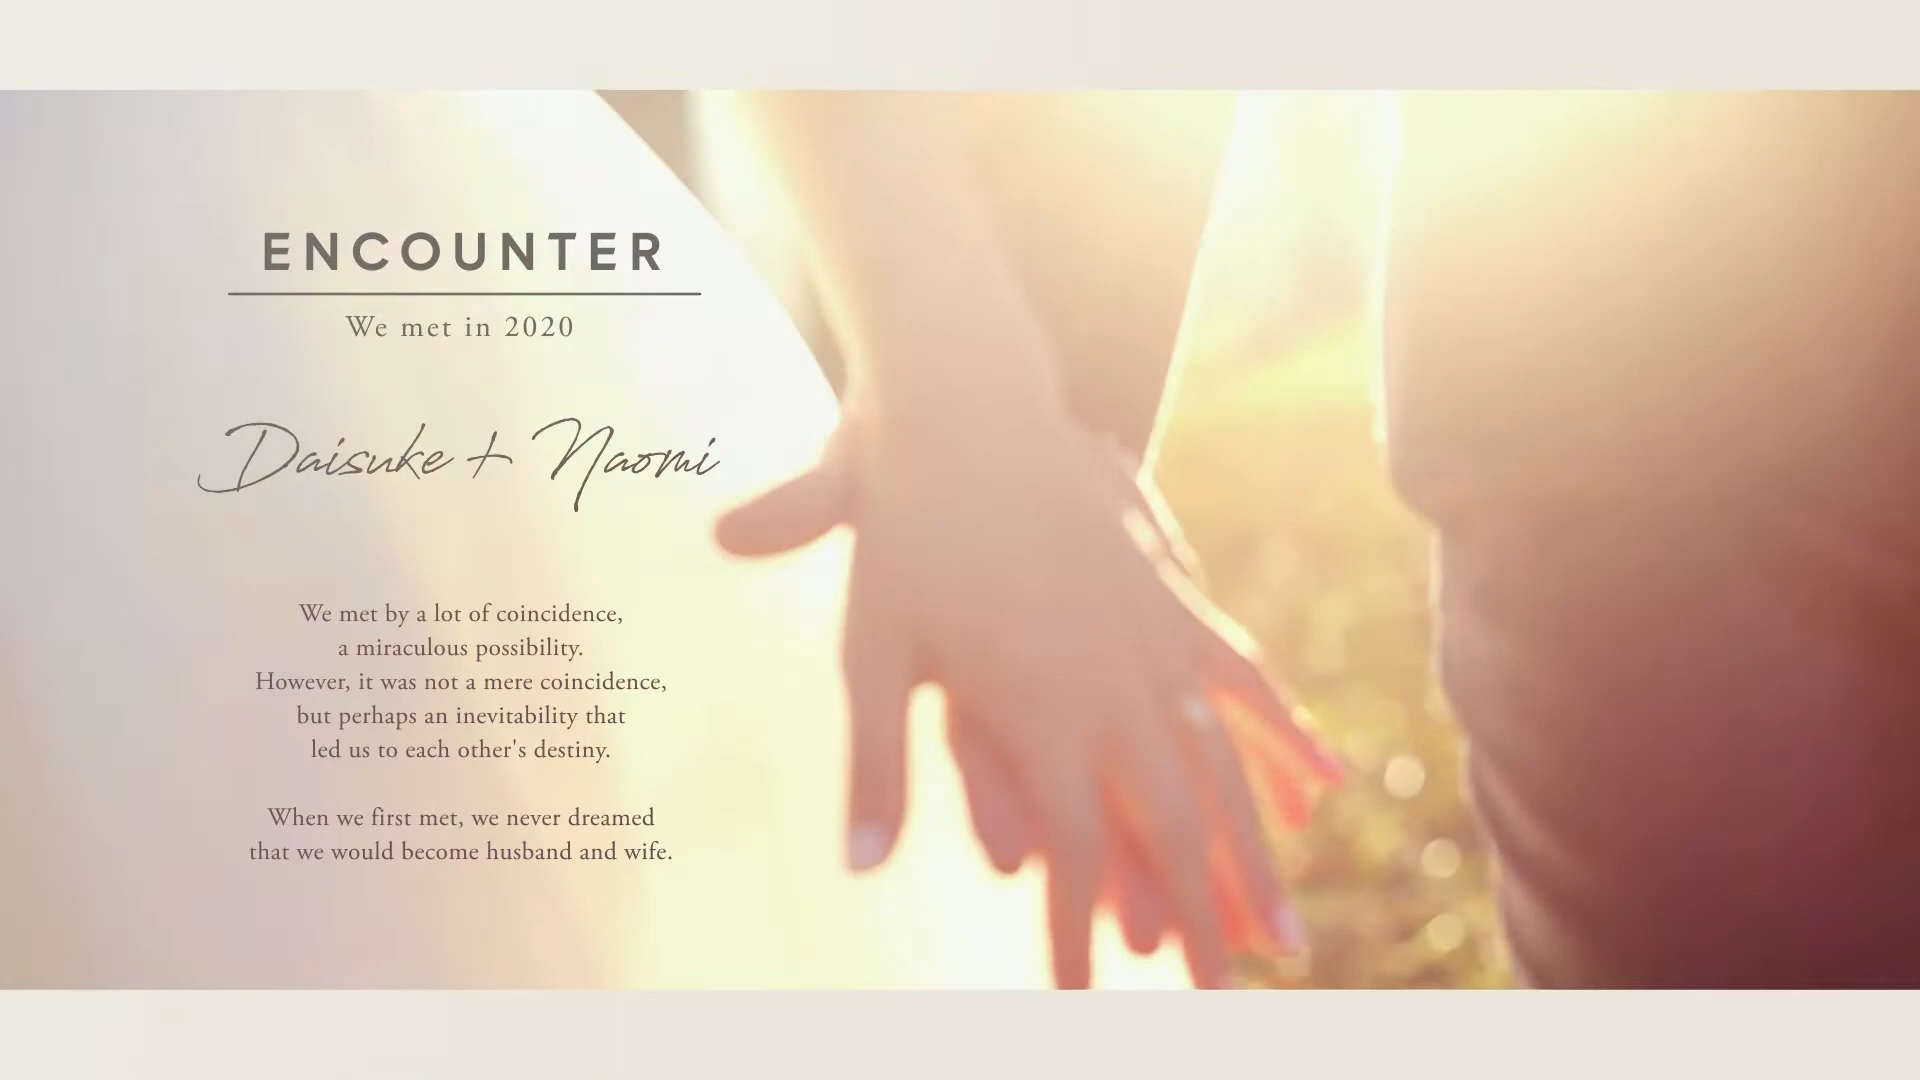 ENCOUNTER
We met in 2020
Daisuke + Naomi
We met by a lot of coincidence,
a miraculous possibility.
However, it was not a mere coincidence,
but perhaps an inevitability that
led us to each other's destiny.
When we first met, we never dreamed
that we would become husband and wife.